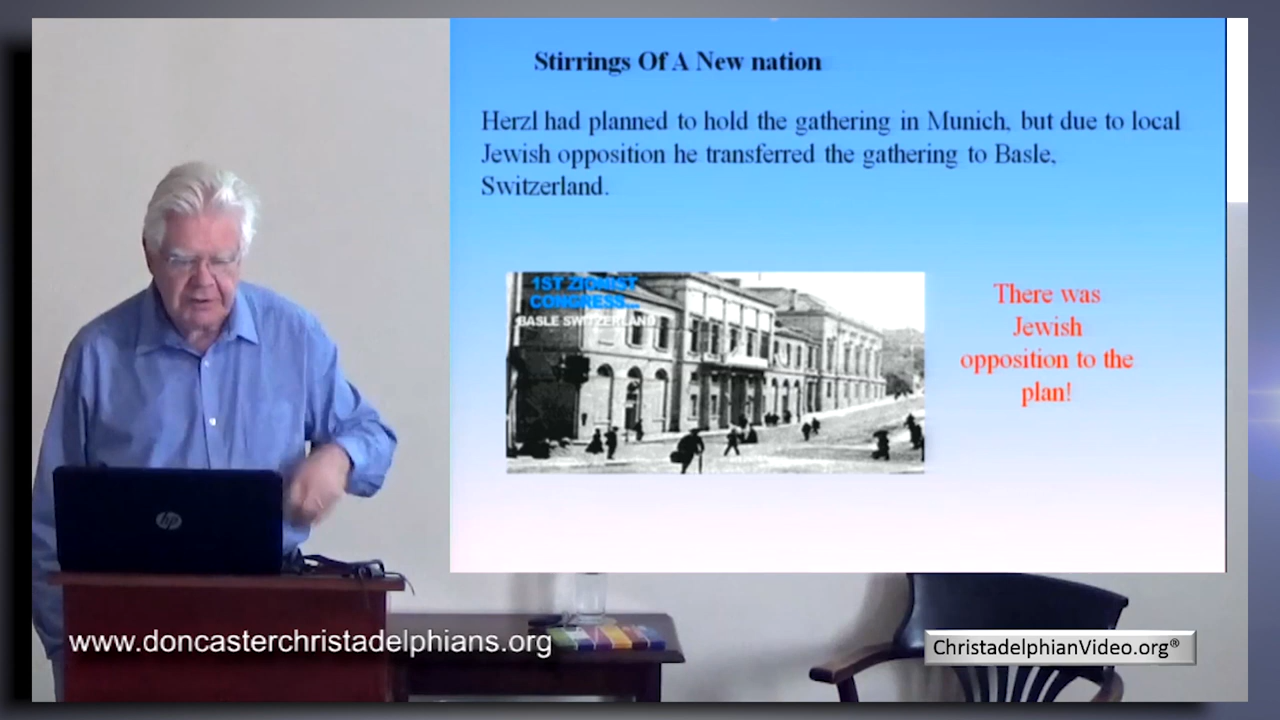 Stirrings Of A New nation
Herzl had planned to hold the gathering in Munich, but due to local
Jewish opposition he transferred the gathering to Basle,
Switzerland.
1ST ZIONIST
CONGRESS...
BASLE SWITZERLAND
There was
Jewish
opposition to the
plan!
hp
www.doncasterchristadelphians.org
ChristadelphianVideo.org®